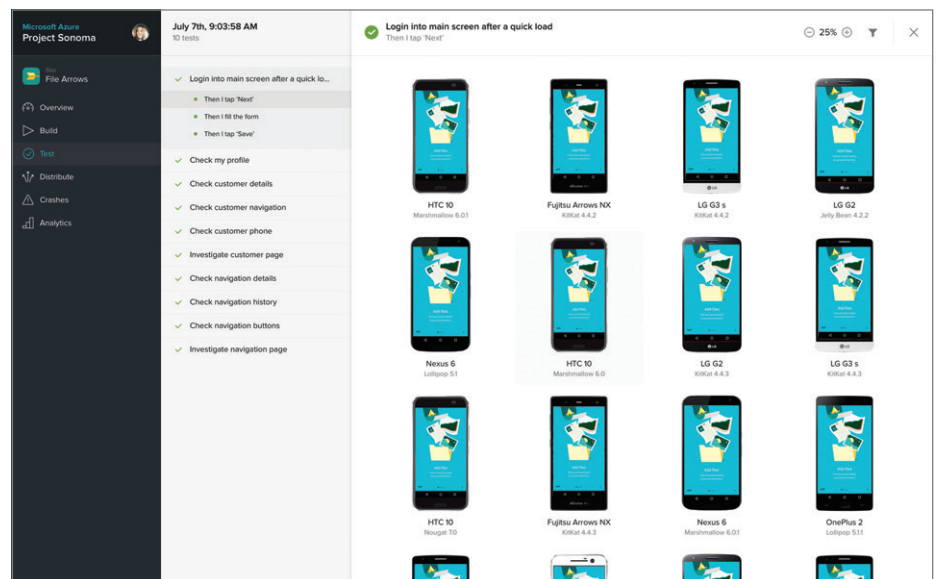 Microsoft Azure
Project Sonoma
File Arrows
Overview
Build
Test
Distribute
Crashes
Analytics
July 7th, 9:03:58 AM
10 tests
Login into main screen after a quick lo...
Then I tap 'Next'
Then I fill the form
Then I tap 'Save'
Check my profile
Check customer details
Check customer navigation
Check customer phone
Investigate customer page
Check navigation details
Check navigation history
Check navigation buttons
Investigate navigation page
Login into main screen after a quick load
Then I tap 'Next'
25%
HTC 10
Marshmallow 6.0.1
Fujitsu Arrows NX
KitKat 4.4.2
LG G3 s
KitKat 4.4.2
LG G2
Jelly Bean 4.2.2
Nexus 6
Lollipop 5.1
HTC 10
Marshmallow 6.0
LG G2
KitKat 4.4.3
LG G3 s
KitKat 4.4.3
HTC 10
Nougat 7.0
Fujitsu Arrows NX
KitKat 4.4.3
Nexus 6
Marshmallow 6.0.1
OnePlus 2
Lollipop 5.1.1